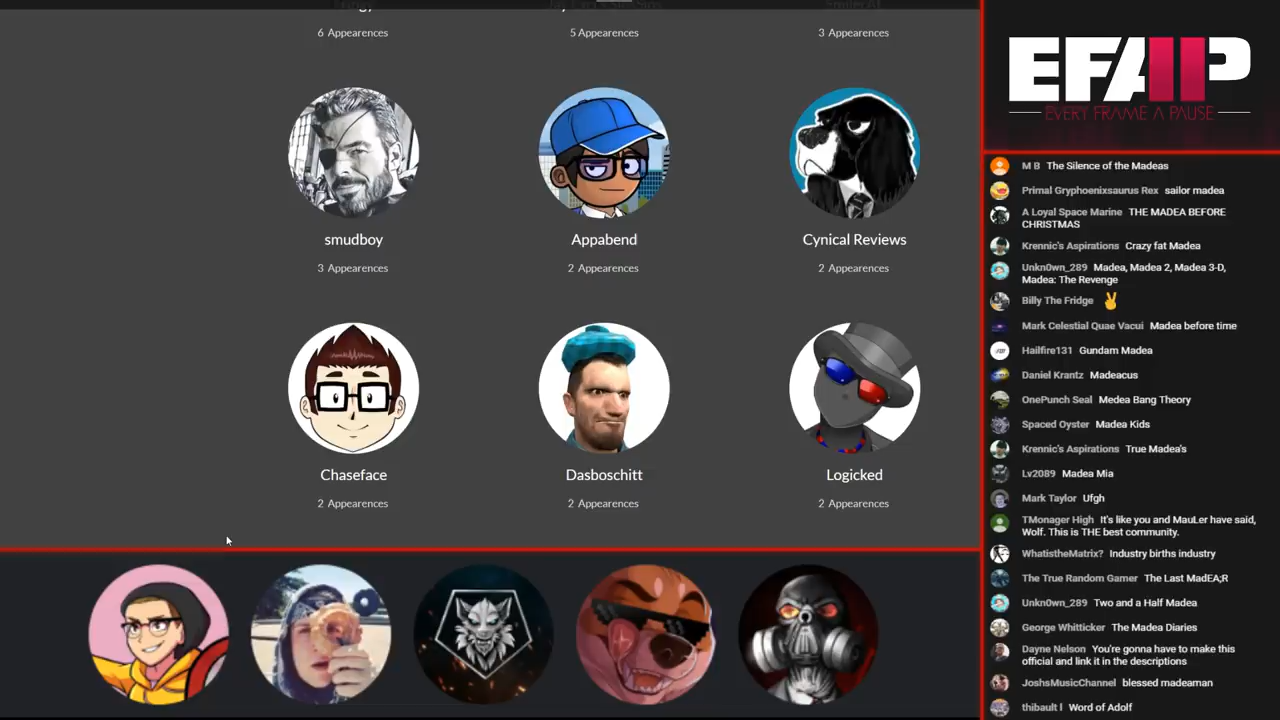 6 Appearences
5 Appearences
3 Appearences
smudboy
Appabend
Cynical Reviews
3 Appearences
2 Appearences
2 Appearences
Chaseface
Dasboschitt
Logicked
2 Appearences
2 Appearences
2 Appearences
EFAP
EVERY FRAME A PAUSE
M B The Silence of the Madeas
Primal Gryphoenixsaurus Rex sailor madea
A Loyal Space Marine THE MADEA BEFORE
CHRISTMAS
Krennic's Aspirations Crazy fat Madea
Unkn0wn_289 Madea, Madea 2, Madea 3-D,
Madea: The Revenge
Billy The Fridge ✌
Mark Celestial Quae Vacui Madea before time
Hailfire131 Gundam Madea
Daniel Krantz Madeacus
OnePunch Seal Medea Bang Theory
Spaced Oyster Madea Kids
Krennic's Aspirations True Madea's
Lv2089 Madea Mia
Mark Taylor Ufgh
TManager High It's like you and MauLer have said,
Wolf. This is THE best community.
WhatistheMatrix? Industry births industry
The True Random Gamer The Last MadEA;R
Unkn0wn_289 Two and a Half Madea
George Whitticker The Madea Diaries
Dayne Nelson You're gonna have to make this
official and link it in the descriptions
JoshsMusicChannel blessed madeaman
thibault l Word of Adolf